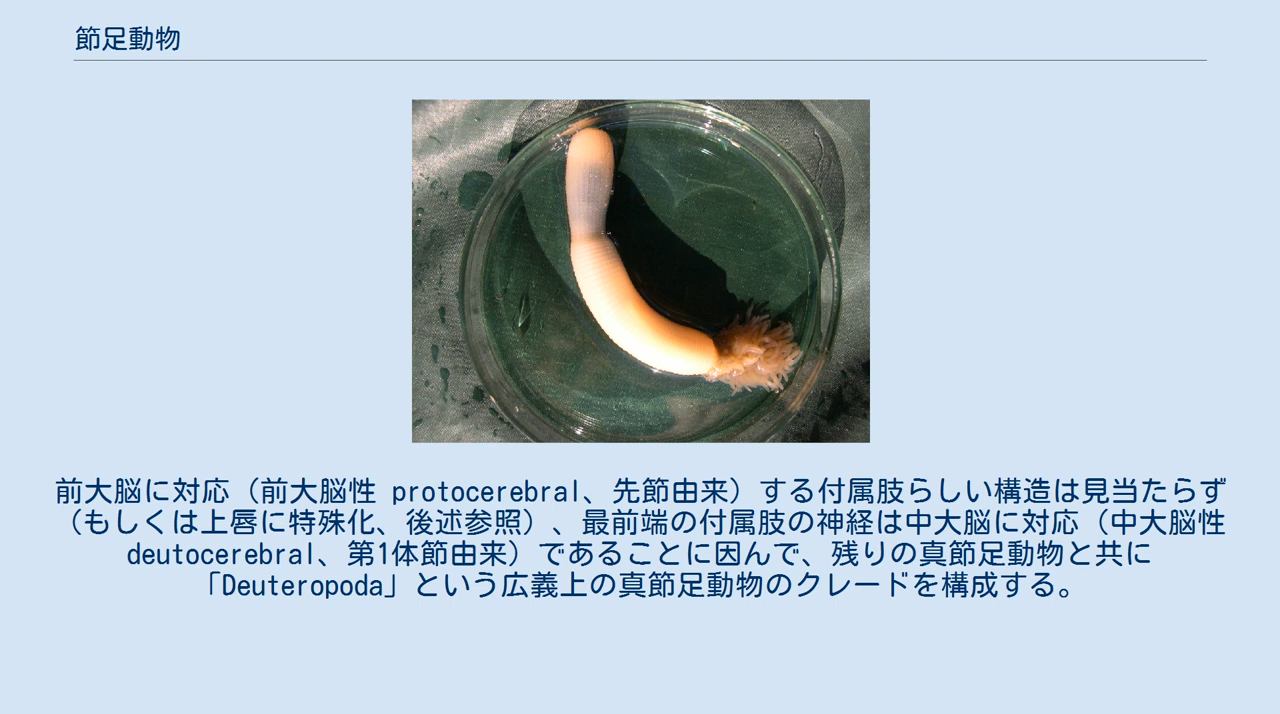 節足動物
前大脳に対応（前大脳性 protocerebral、先節由来）する付属肢らしい構造は見当たらず
（もしくは上唇に特殊化、後述参照）、最前端の付属肢の神経は中大脳に対応（中大脳性
deutocerebral、第1体節由来）であることに因んで、残りの真節足動物と共に
「Deuteropoda」という広義上の真節足動物のクレードを構成する。